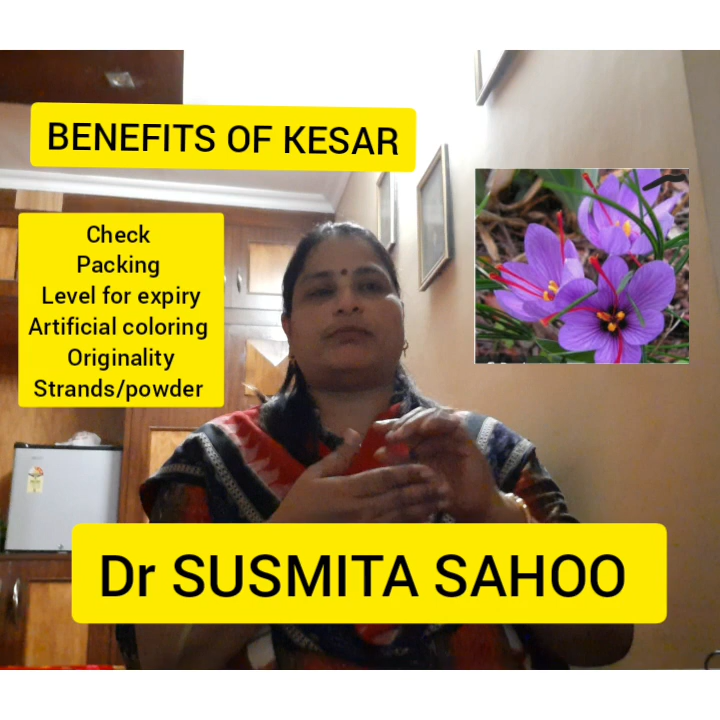 BENEFITS OF KESAR
Check
Packing
Level for expiry
Artificial coloring
Originality
Strands/powder
Dr SUSMITA SAHOO